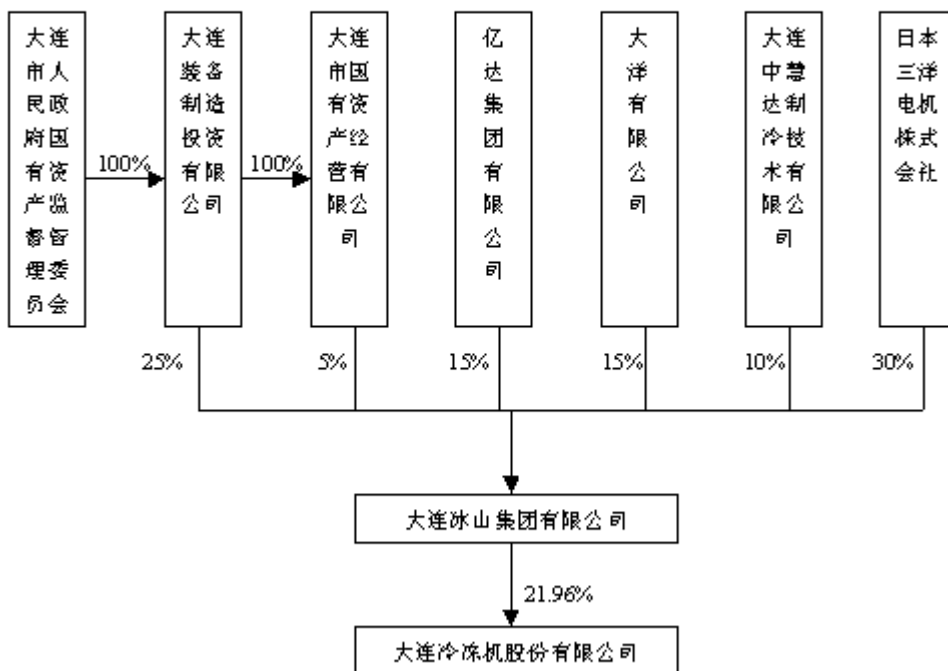 大连
市人
民政
府国
有资
产监
督管
理委
员会
100%
大连
装备
制造
投资
有限
公司
100%
大连
市国
有资
产经
营有
限公
司
亿达集团有限公司
大洋有限公司
大连
中慧
达制
冷技
术有
限公
司
日本
三洋
电机
株式
会社
25%
5%
15%
15%
10%
30%
大连冰山集团有限公司
21.96%
大连冷冻机股份有限公司